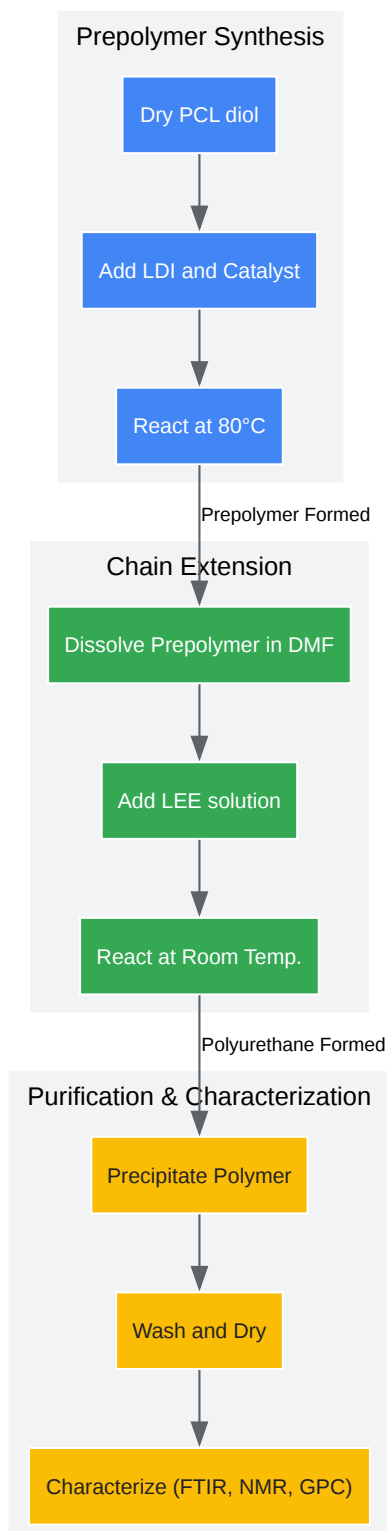 Prepolymer Synthesis
Dry PCL diol
Add LDI and Catalyst
React at 80°C
Prepolymer Formed
Chain Extension
Dissolve Prepolymer in DMF
Add LEE solution
React at Room Temp.
Polyurethane Formed
Purification & Characterization
Precipitate Polymer
Wash and Dry
Characterize (FTIR, NMR, GPC)